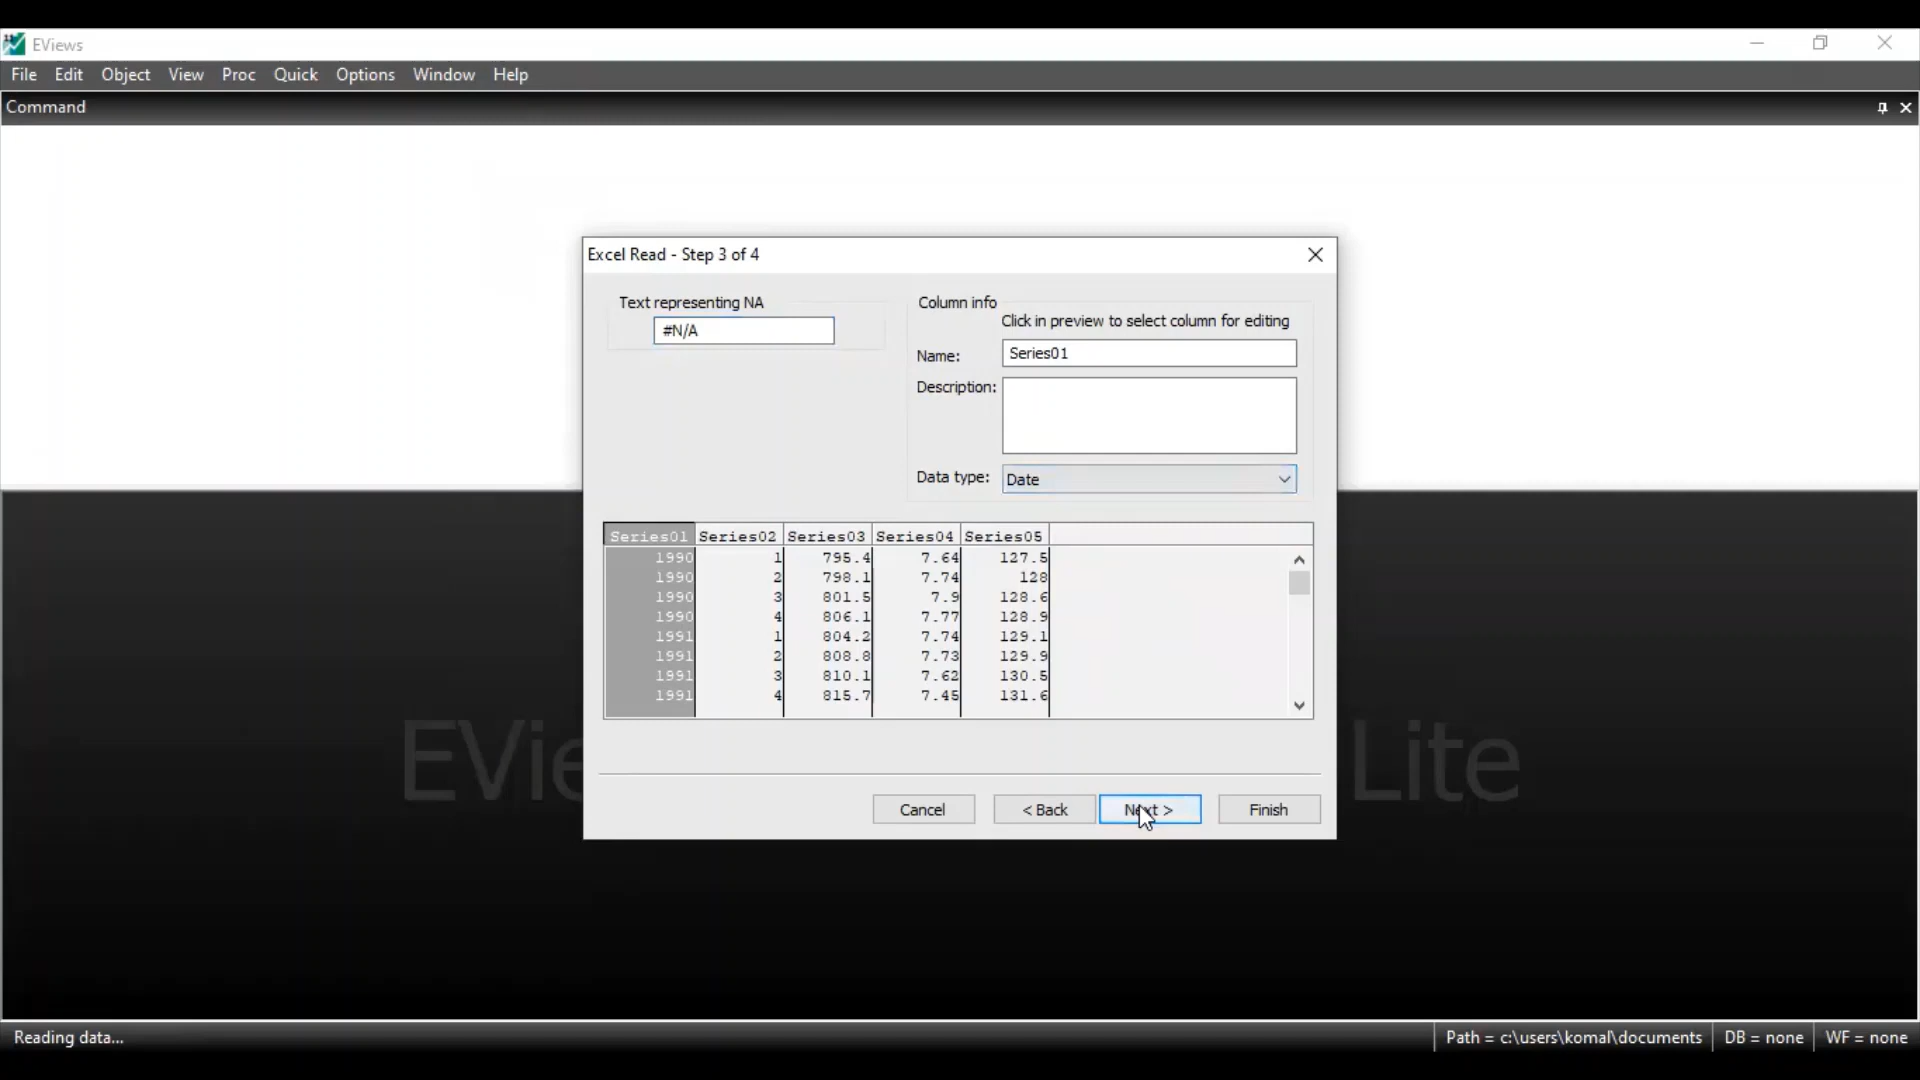 EViews
File Edit Object View Proc Quick Options Window Help
Command
Excel Read - Step 3 of 4
Text representing NA
#N/A
Column info
Click in preview to select column for editing
Name: Series01
Description:
Data type: Date
Series01 Series02 Series03 Series04 Series05
1990 1 795.4 7.64 127.5
1990 2 798.1 7.74 128
1990 3 801.5 7.9 128.6
1990 4 806.1 7.77 128.9
1991 1 804.2 7.74 129.1
1991 2 808.8 7.73 129.9
1991 3 810.1 7.62 130.5
1991 4 815.7 7.45 131.6
EVie Lite
Cancel < Back Next > Finish
Reading data... Path = c:\users\komal\documents DB = none WF = none